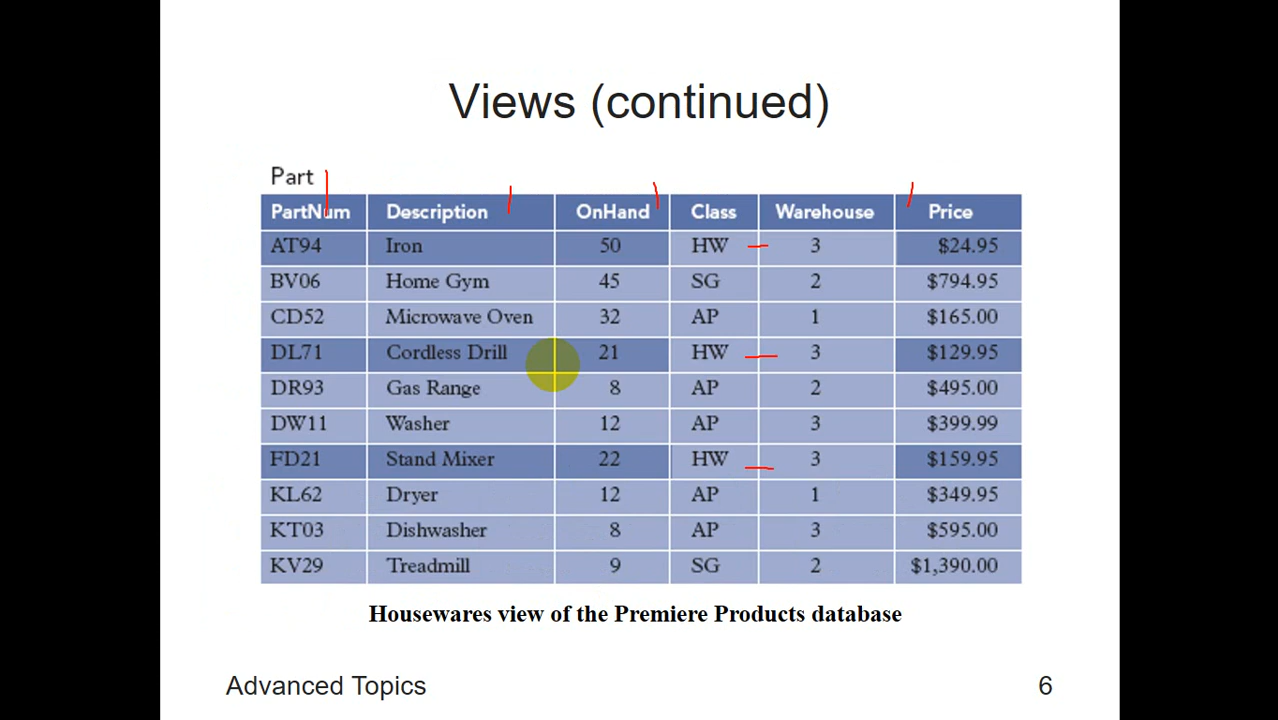 Views (continued)
Part
PartNum Description OnHand Class Warehouse Price
AT94 Iron 50 HW 3 $24.95
BV06 Home Gym 45 SG 2 $794.95
CD52 Microwave Oven 32 AP 1 $165.00
DL71 Cordless Drill 21 HW 3 $129.95
DR93 Gas Range 8 AP 2 $495.00
DW11 Washer 12 AP 3 $399.99
FD21 Stand Mixer 22 HW 3 $159.95
KL62 Dryer 12 AP 1 $349.95
KT03 Dishwasher 8 AP 3 $595.00
KV29 Treadmill 9 SG 2 $1,390.00
Housewares view of the Premiere Products database
Advanced Topics 6